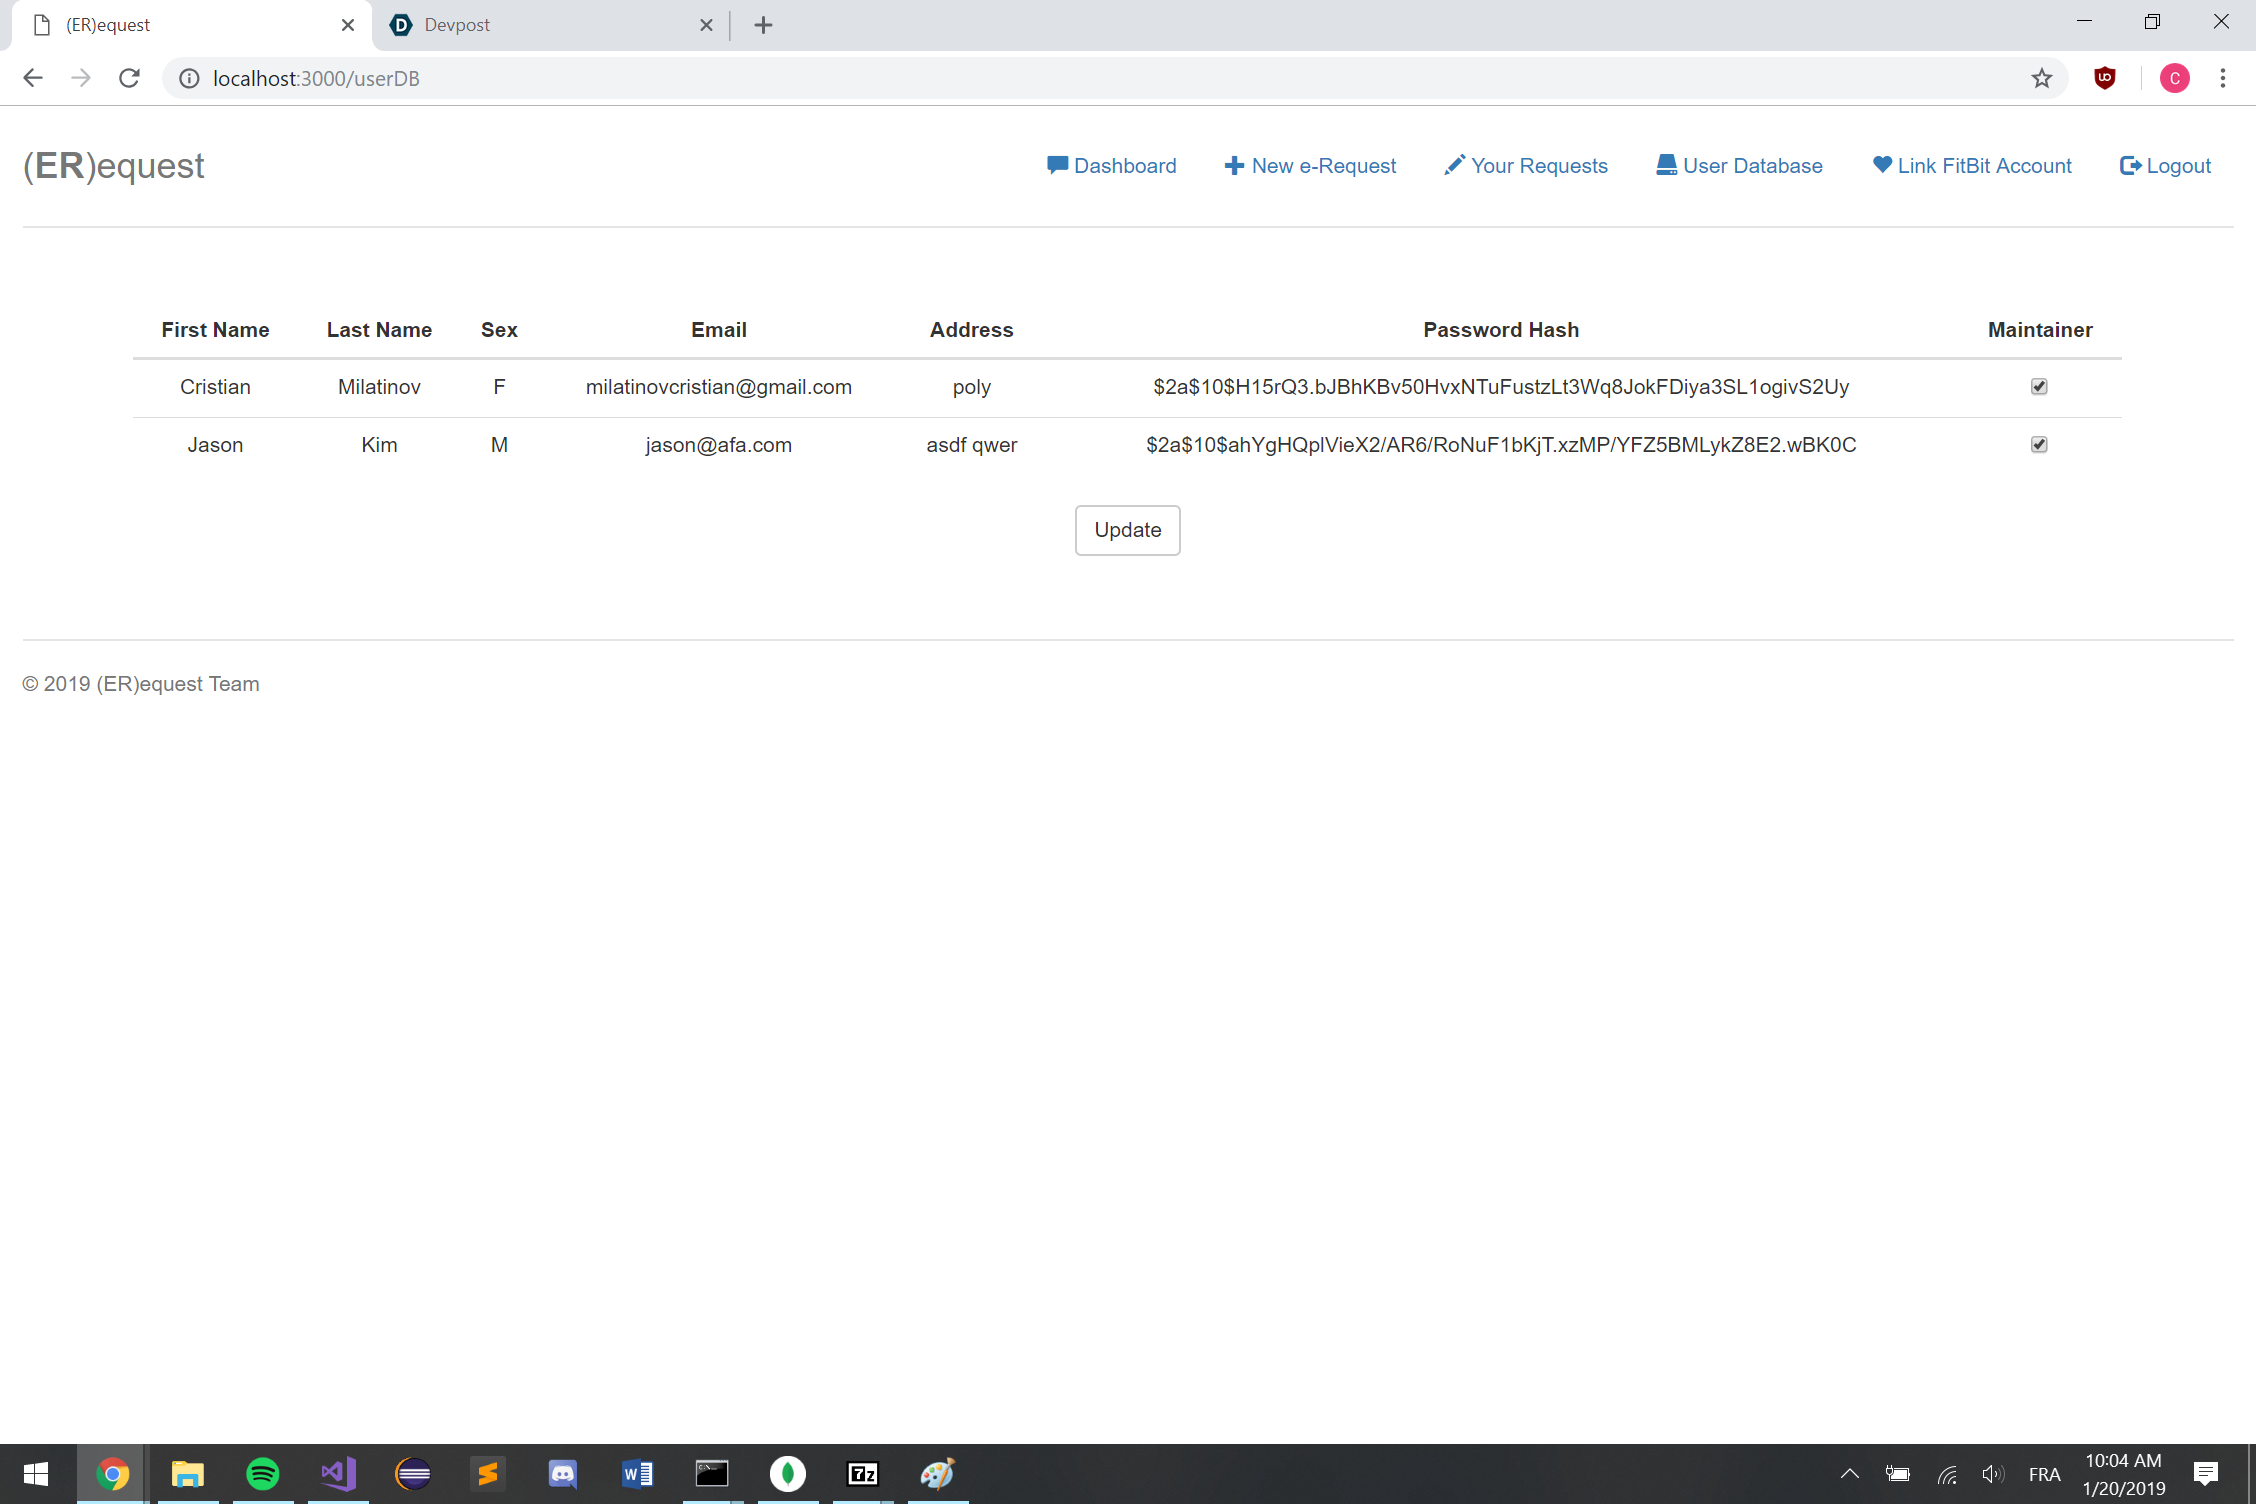 (ER)equest
Devpost
localhost:3000/userDB
C
(ER)equest
Dashboard
New e-Request
Your Requests
User Database
Link FitBit Account
Logout
First Name Last Name Sex Email Address Password Hash Maintainer
Cristian Milatinov F milatinovcristian@gmail.com poly $2a$10$H15rQ3.bJBhKBv50HvxNTuFustzLt3Wq8JokFDiya3SL1ogivS2Uy
Jason Kim M jason@afa.com asdf qwer $2a$10$ahYgHQplVieX2/AR6/RoNuF1bKjT.xzMP/YFZ5BMLykZ8E2.wBK0C
Update
© 2019 (ER)equest Team
FRA
10:04 AM
1/20/2019